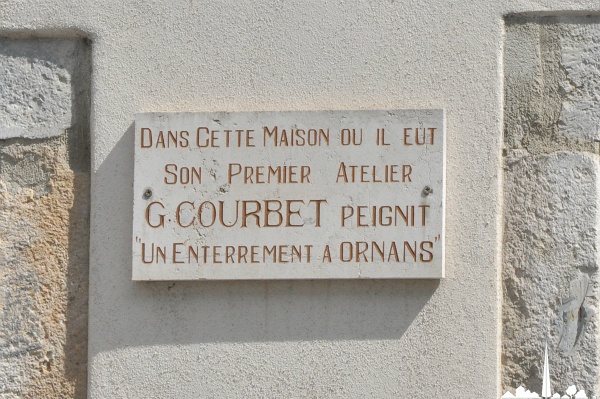 DANS CETTE MAISON OU IL EUT
SON PREMIER ATELIER
G. COURBET PEIGNIT
"UN ENTERREMENT A ORNANS"